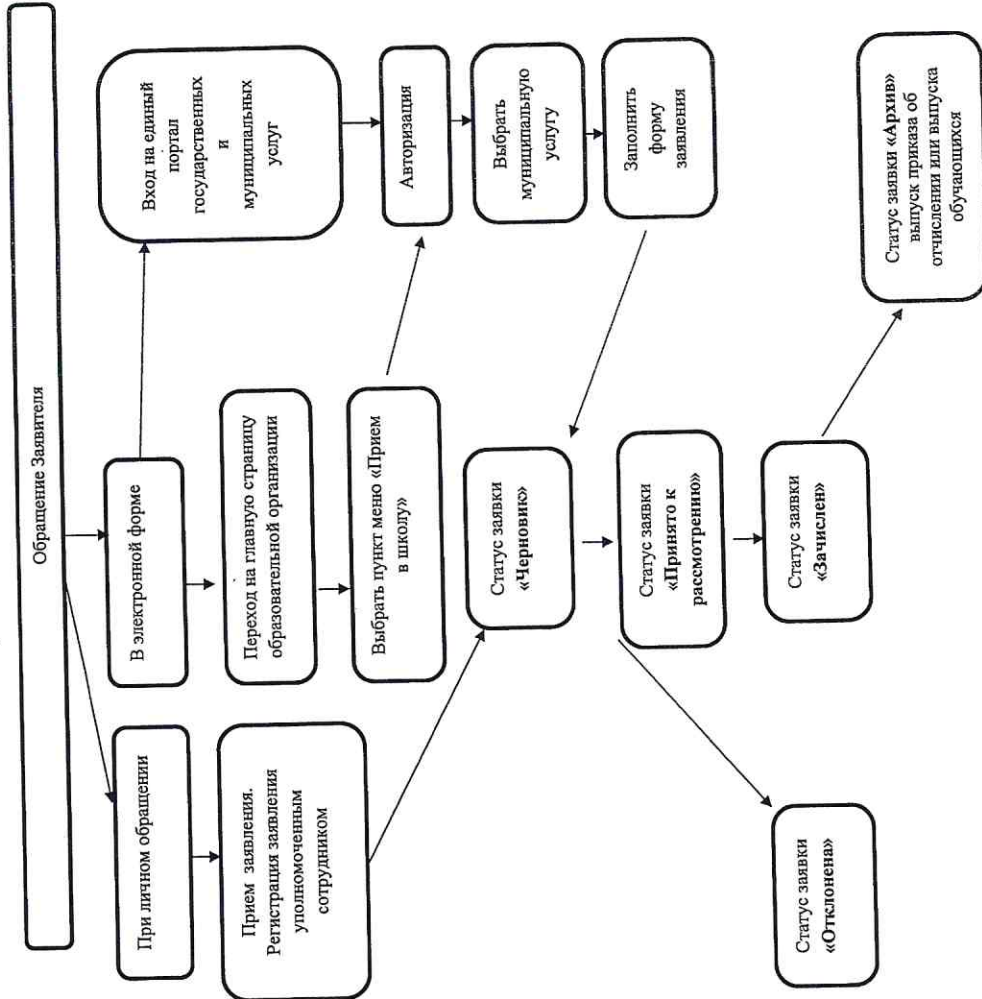 Обращение Заявителя
При личном обращении
В электронной форме
Вход на единый
портал
государственных
и
муниципальных
услуг
Прием заявления.
Регистрация заявления
уполномоченным
сотрудником
Переход на главную страницу
образовательной организации
Авторизация
Выбрать пункт меню «Прием
в школу»
Выбрать
муниципальную
услугу
Статус заявки
«Черновик»
Заполнить
форму
заявления
Статус заявки
«Принято к
рассмотрению»
Статус заявки
«Отклонена»
Статус заявки
«Зачислен»
Статус заявки «Архив»
выпуск приказа об
отчислении или выпуска
обучающихся